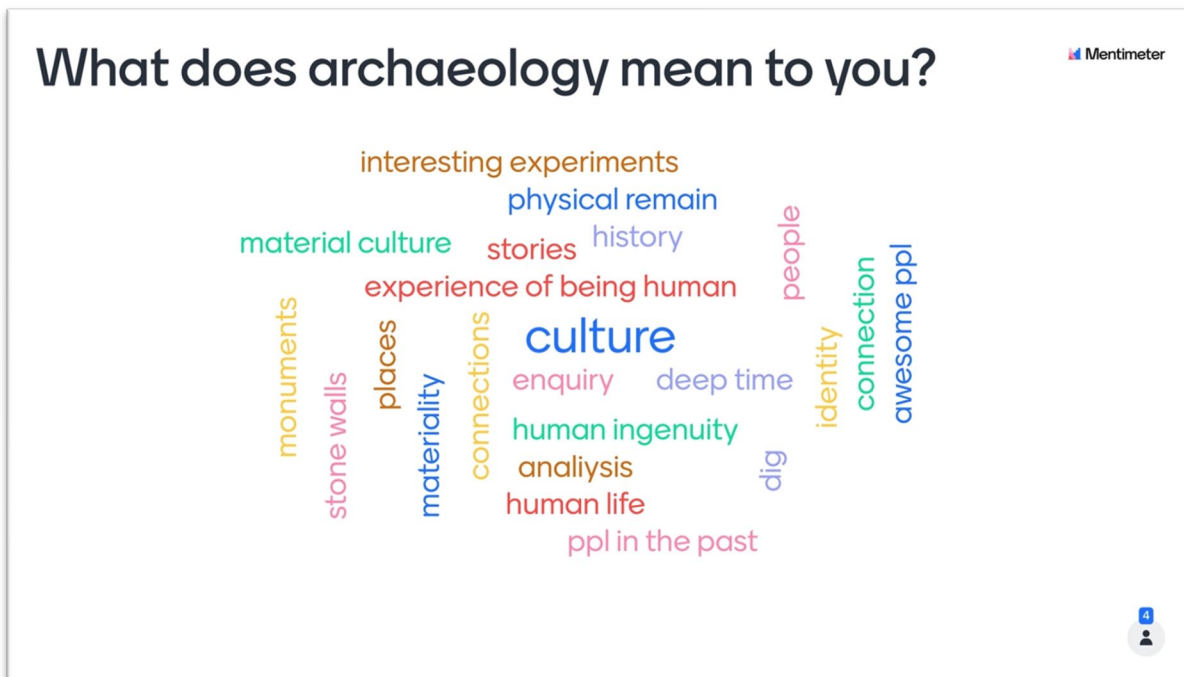 What does archaeology mean to you?
Mentimeter
interesting experiments
physical remain
material culture
stories
history
people
experience of being human
monuments
stone walls
places
materiality
connections
culture
enquiry
deep time
identity
connection
awesome ppl
human ingenuity
analiysis
dig
human life
ppl in the past
4